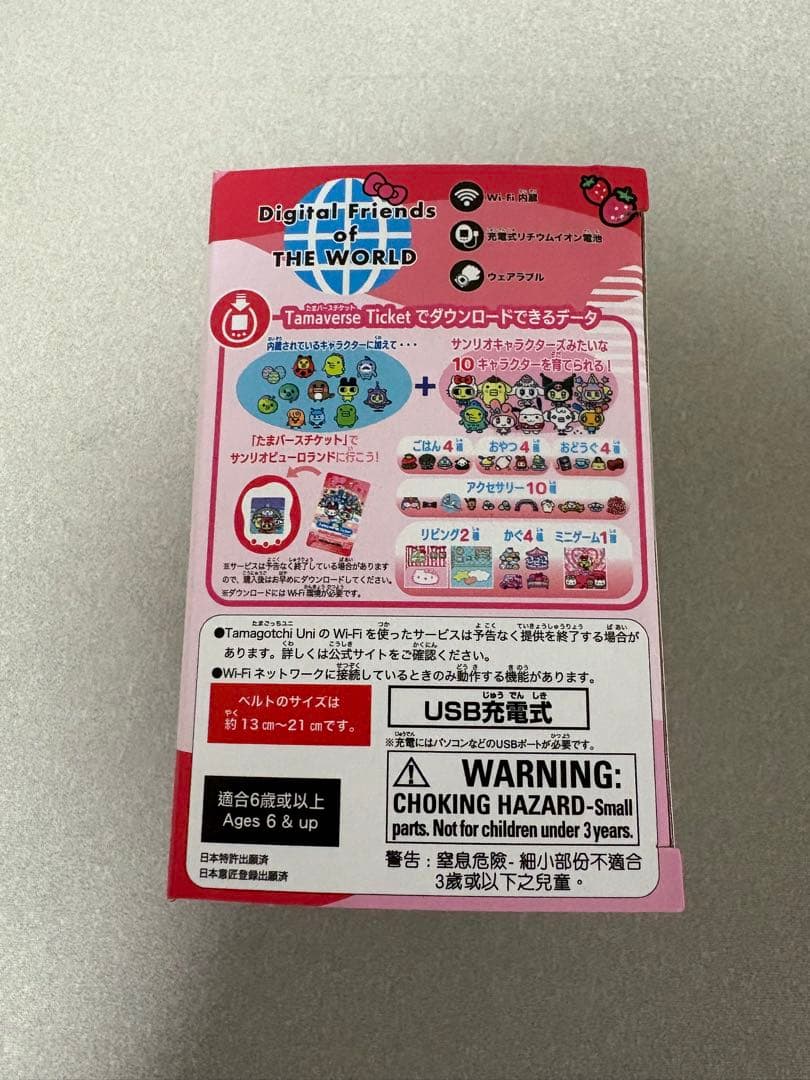 Digital Friends
of
THE WORLD
Wi-Fi 内蔵
充電式リチウムイオン電池
ウェアラブル
Tamaverse Ticket でダウンロードできるデータ
内蔵されているキャラクターに加えて・・・
サンリオキャラクターズみたいな
10 キャラクターを育てられる！
+
「たまバースチケット」で
サンリオピューロランドに行こう！
ごはん4種 おやつ4種 おどうぐ4種
アクセサリー10種
リビング2種 かぐ4種 ミニゲーム1種
※サービスは予告なく終了している場合があります
ので、購入後はお早めにダウンロードしてください。
※ダウンロードにはWi-Fi環境が必要です。
●Tamagotchi Uni の Wi-Fi を使ったサービスは予告なく提供を終了する場合が
あります。詳しくは公式サイトをご確認ください。
●Wi-Fi ネットワークに接続しているときのみ動作する機能があります。
ベルトのサイズは
約13㎝～21㎝です。
USB充電式
※充電にはパソコンなどのUSBポートが必要です。
適合6歲或以上
Ages 6 & up
WARNING:
CHOKING HAZARD-Small
parts. Not for children under 3 years.
警告：窒息危險 - 細小部份不適合
3歲或以下之兒童。
日本特許出願済
日本意匠登録出願済